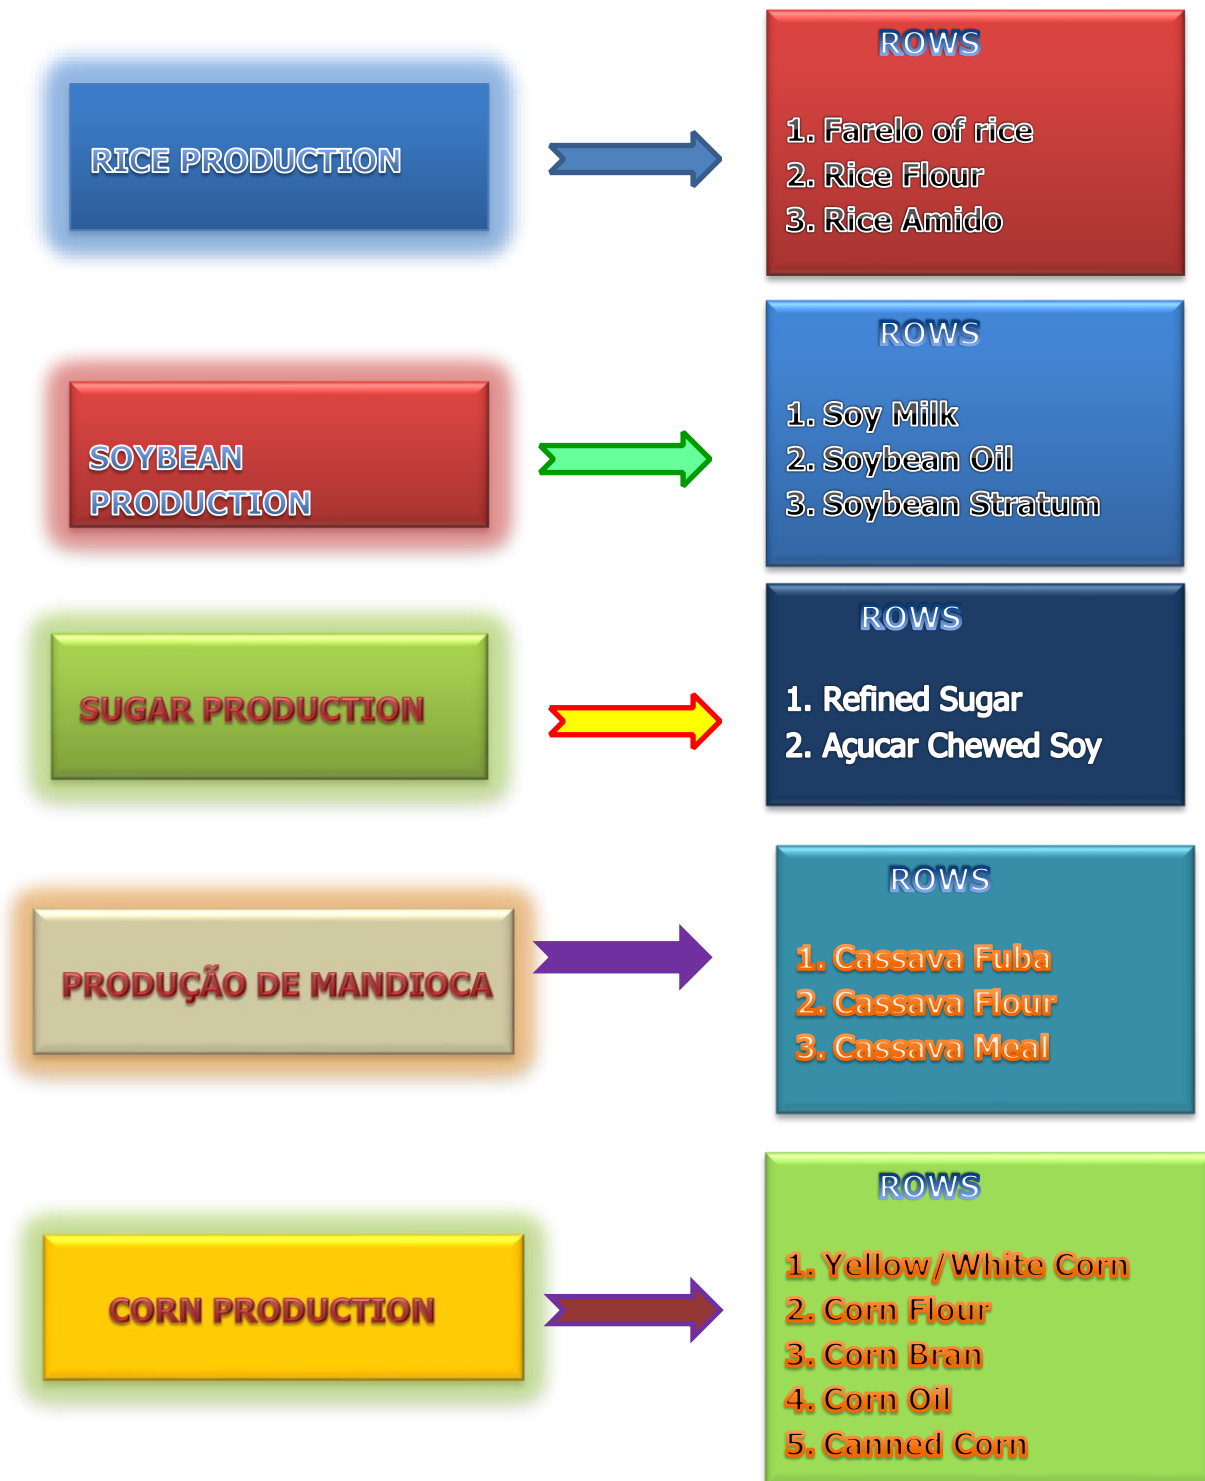 RICE PRODUCTION
ROWS
1. Farelo of rice
2. Rice Flour
3. Rice Amido
SOYBEAN
PRODUCTION
ROWS
1. Soy Milk
2. Soybean Oil
3. Soybean Stratum
SUGAR PRODUCTION
ROWS
1. Refined Sugar
2. Açucar Chewed Soy
PRODUÇÃO DE MANDIOCA
ROWS
1. Cassava Fuba
2. Cassava Flour
3. Cassava Meal
CORN PRODUCTION
ROWS
1. Yellow/White Corn
2. Corn Flour
3. Corn Bran
4. Corn Oil
5. Canned Corn